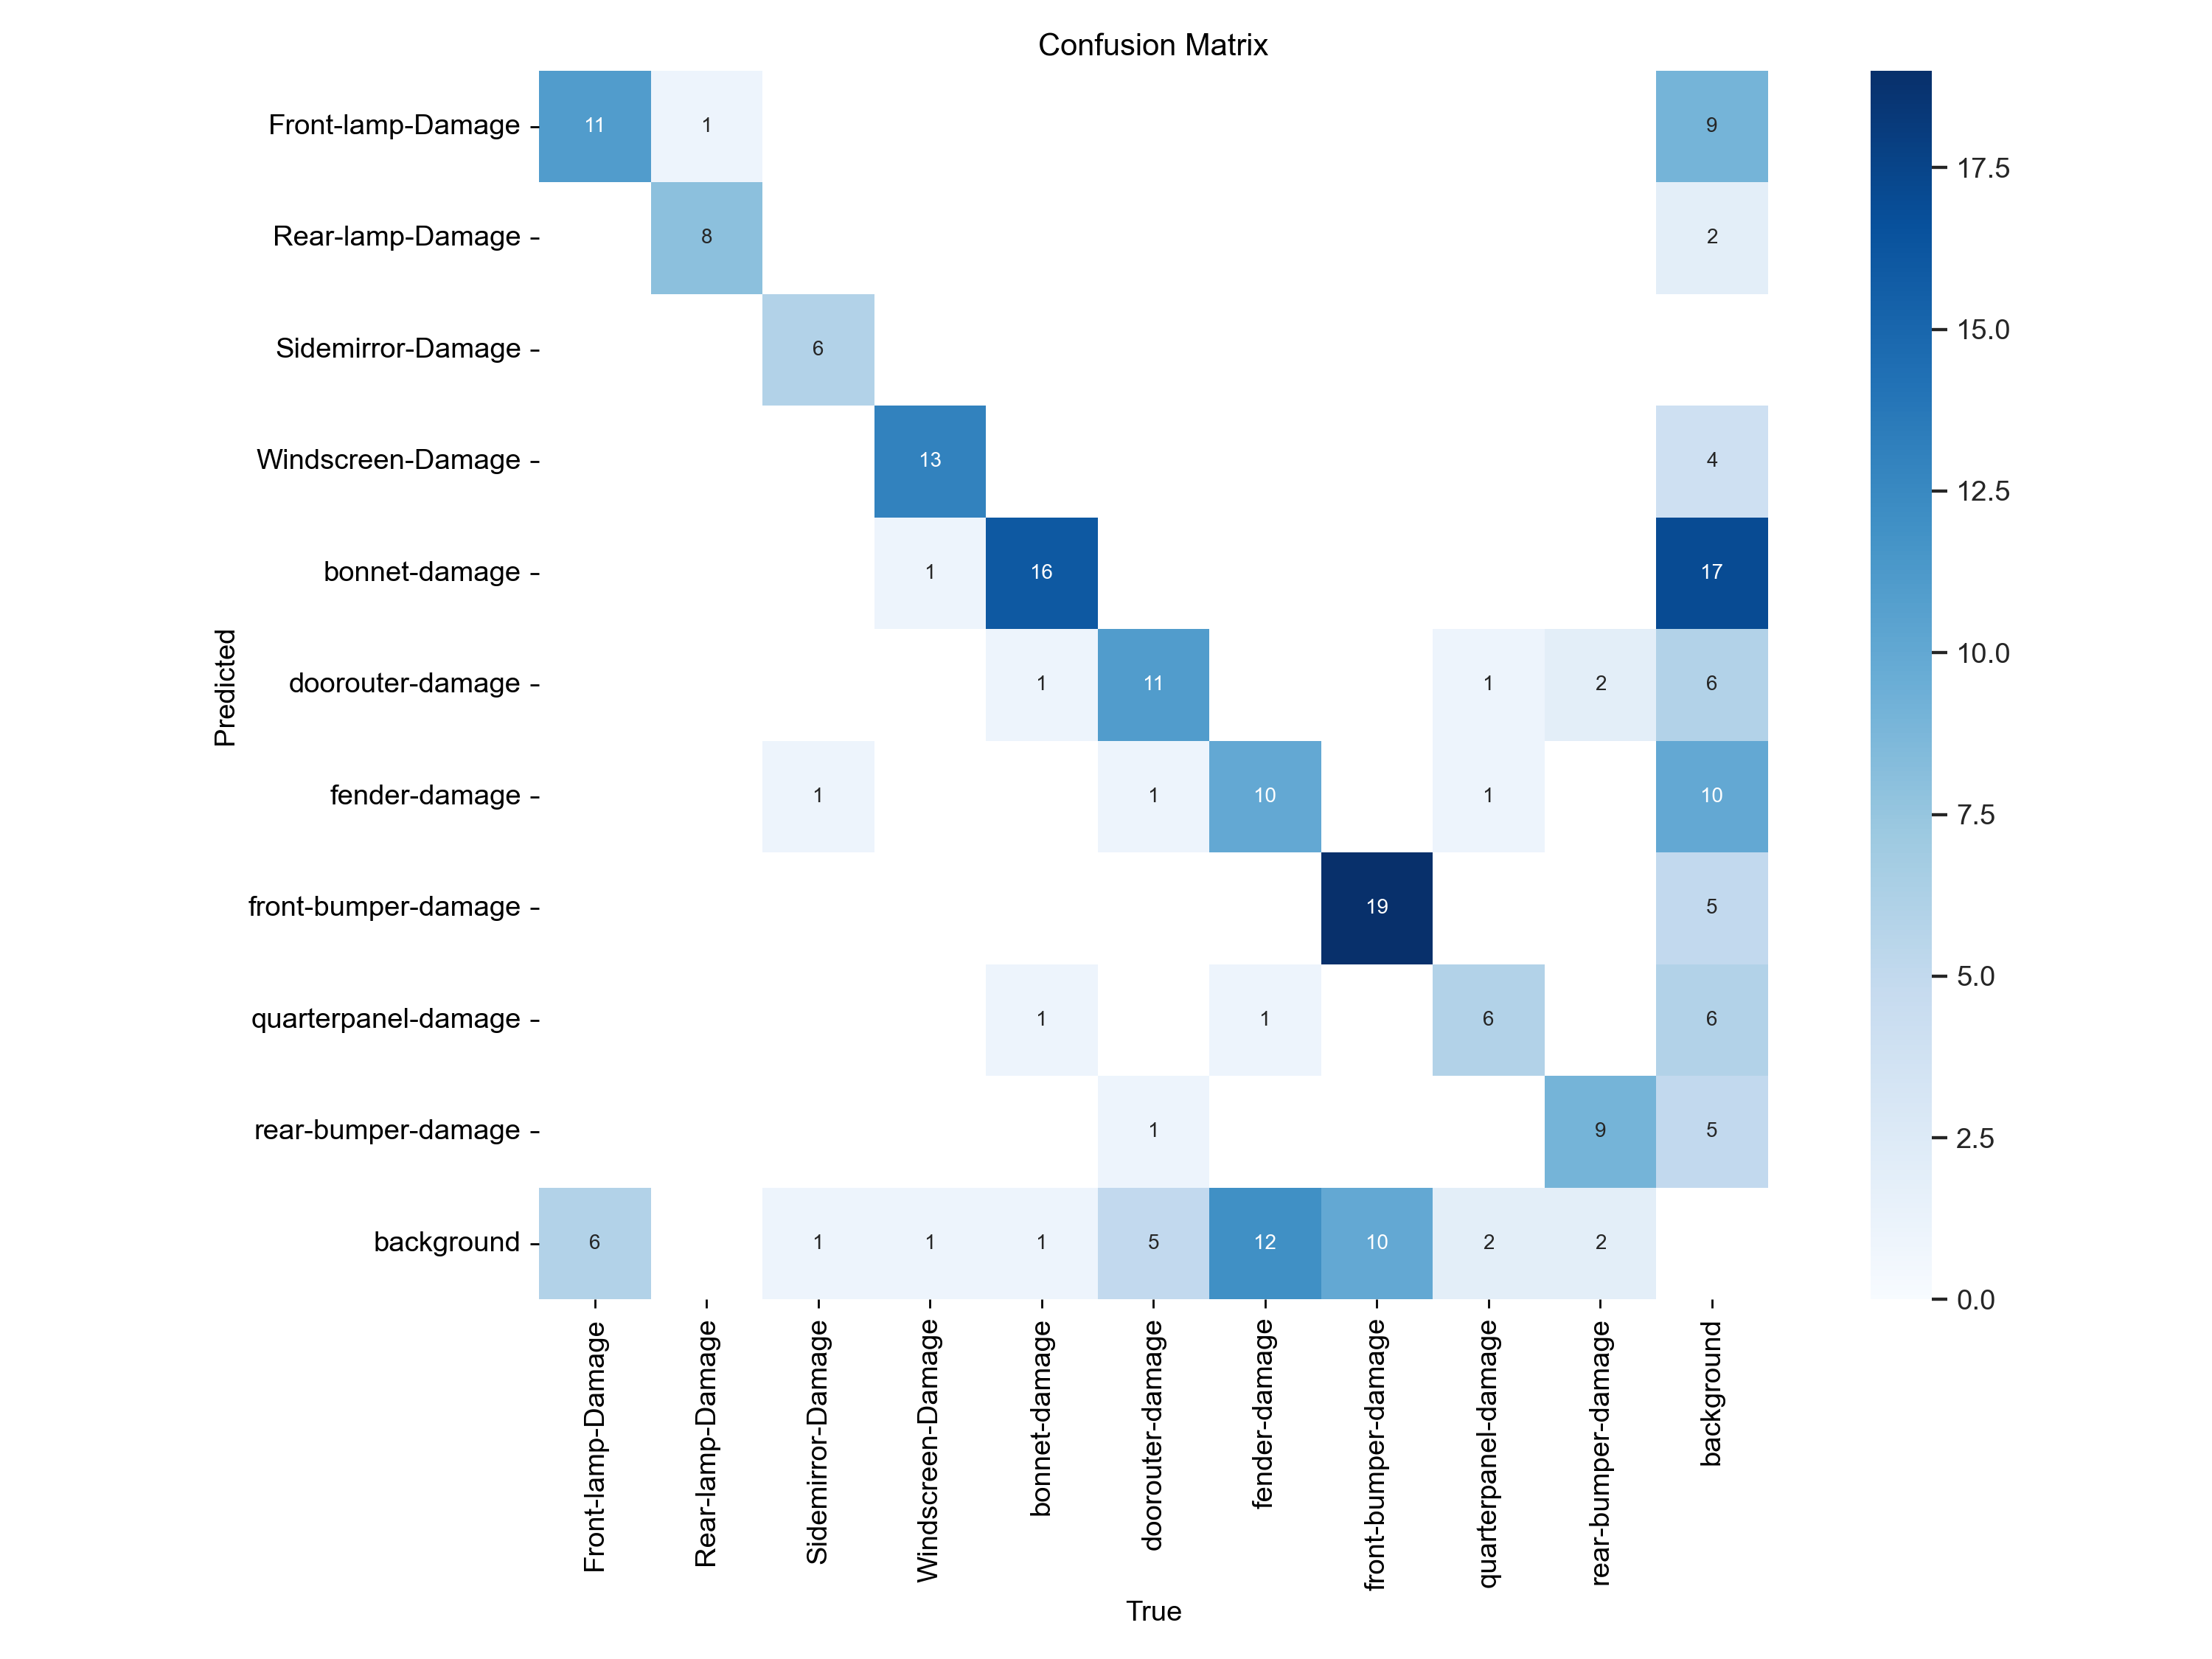 Confusion Matrix
Front-lamp-Damage 11 1 9
Rear-lamp-Damage 8 2
Sidemirror-Damage 6
Windscreen-Damage 13 4
bonnet-damage 1 16 17
doorouter-damage 1 11 1 2 6
fender-damage 1 1 10 1 10
front-bumper-damage 19 5
quarterpanel-damage 1 1 6 6
rear-bumper-damage 1 9 5
background 6 1 1 1 5 12 10 2 2
Predicted
Front-lamp-Damage
Rear-lamp-Damage
Sidemirror-Damage
Windscreen-Damage
bonnet-damage
doorouter-damage
fender-damage
front-bumper-damage
quarterpanel-damage
rear-bumper-damage
background
True
17.5
15.0
12.5
10.0
7.5
5.0
2.5
0.0